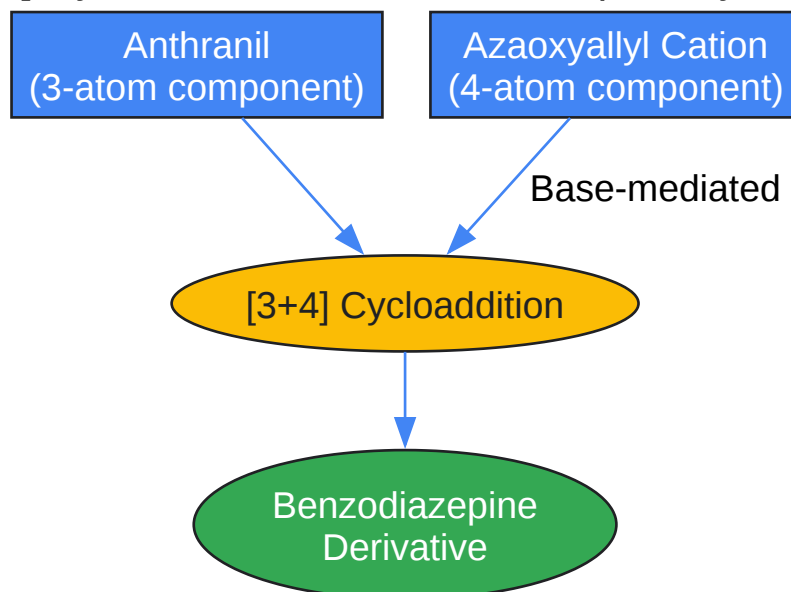 Anthranil
(3-atom component)
Azaoxyallyl Cation
(4-atom component)
Base-mediated
[3+4] Cycloaddition
Benzodiazepine
Derivative